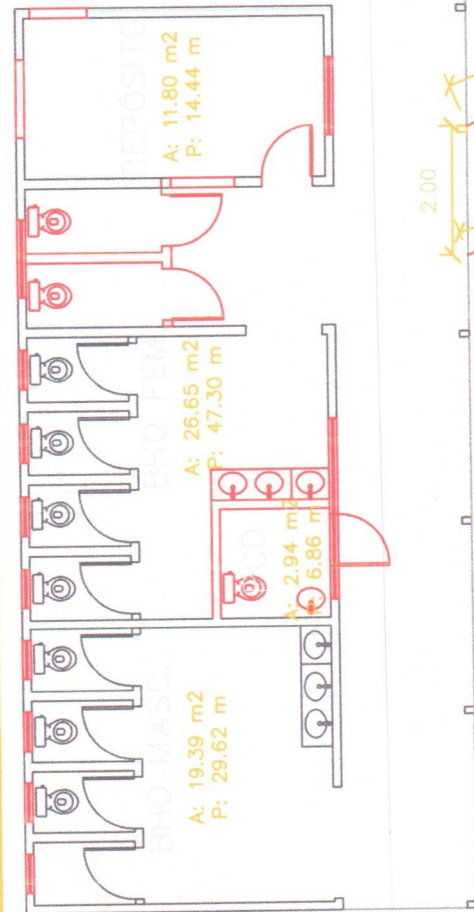 DEPÓSITO
A: 11.80 m2
P: 14.44 m
2.00
BHO FEM.
A: 26.65 m2
P: 47.30 m
A: 2.94 m2
P: 6.86 m
BHO MASC.
A: 19.39 m2
P: 29.62 m